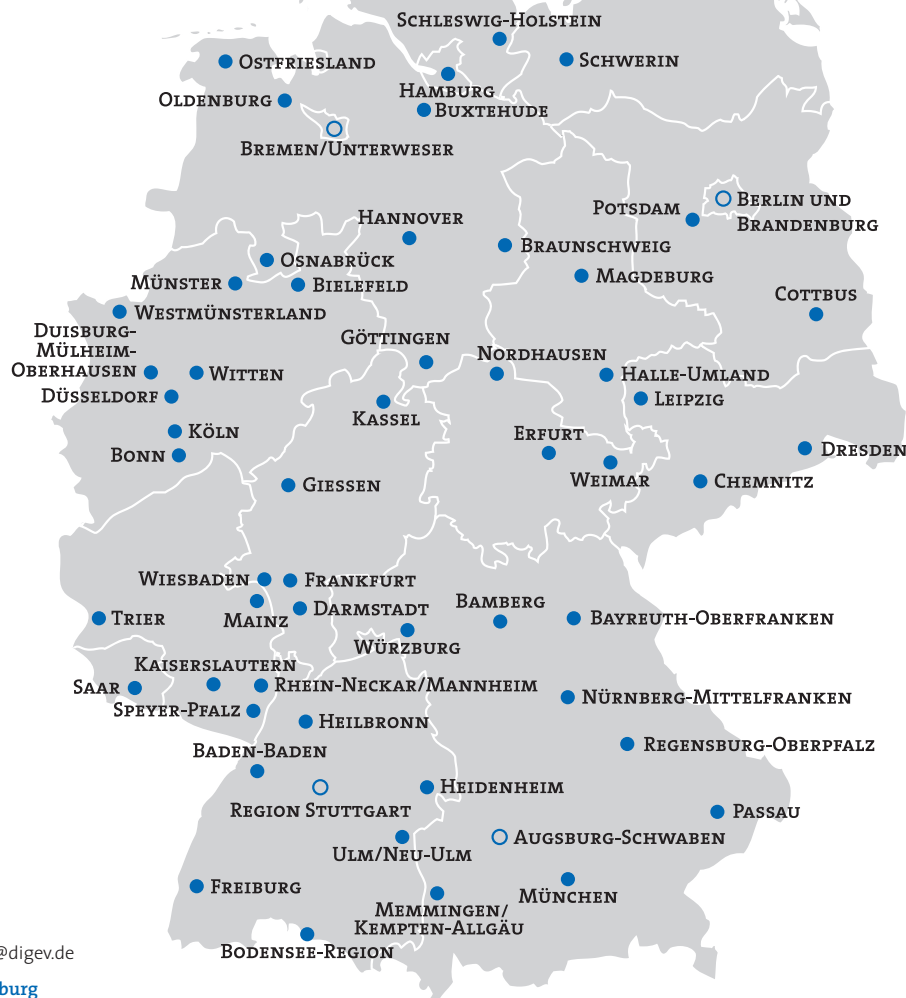 SCHLESWIG-HOLSTEIN
OSTFRIESLAND
SCHWERIN
HAMBURG
OLDENBURG
BUXTEHUDE
BREMEN/UNTERWESER
BERLIN UND
BRANDENBURG
POTSDAM
HANNOVER
BRAUNSCHWEIG
OSNABRÜCK
MAGDEBURG
MÜNSTER
BIELEFELD
COTTBUS
WESTMÜNSTERLAND
DUISBURG-
MÜLHEIM-
OBERHAUSEN
GÖTTINGEN
NORDHAUSEN
WITTEN
HALLE-UMLAND
DÜSSELDORF
LEIPZIG
KASSEL
KÖLN
ERFURT
BONN
DRESDEN
WEIMAR
CHEMNITZ
GIESSEN
WIESBADEN
FRANKFURT
MAINZ
DARMSTADT
BAMBERG
TRIER
BAYREUTH-OBERFRANKEN
WÜRZBURG
KAISERSLAUTERN
SAAR
RHEIN-NECKAR/MANNHEIM
NÜRNBERG-MITTELFRANKEN
SPEYER-PFALZ
HEILBRONN
REGENSBURG-OBERPFALZ
BADEN-BADEN
HEIDENHEIM
REGION STUTTGART
PASSAU
AUGSBURG-SCHWABEN
ULM/NEU-ULM
FREIBURG
MÜNCHEN
MEMMINGEN/
KEMPTEN-ALLGÄU
BODENSEE-REGION
@digev.de
burg